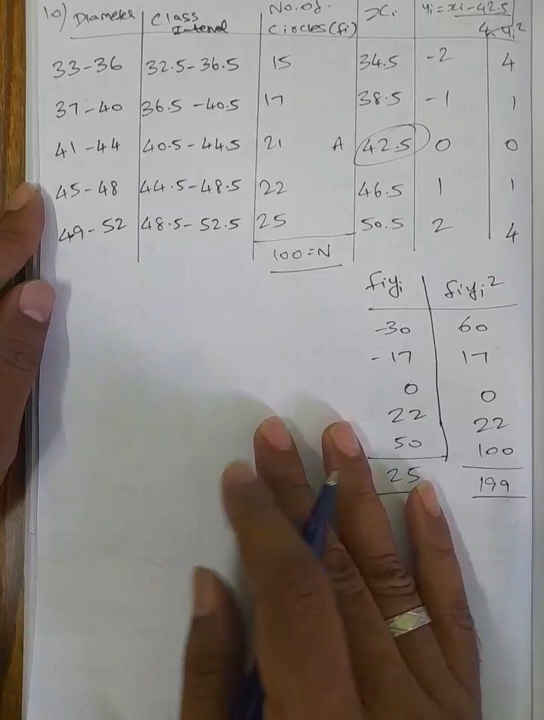 10) Diameter | Class Interval | No. of Circles (fi) | xi | yi = xi - 42.5 / 4 | yi²
33-36 | 32.5-36.5 | 15 | 34.5 | -2 | 4
37-40 | 36.5-40.5 | 17 | 38.5 | -1 | 1
41-44 | 40.5-44.5 | 21 | A 42.5 | 0 | 0
45-48 | 44.5-48.5 | 22 | 46.5 | 1 | 1
49-52 | 48.5-52.5 | 25 | 50.5 | 2 | 4
100=N
fiyi | fiyi²
-30 | 60
-17 | 17
0 | 0
22 | 22
50 | 100
25 | 199